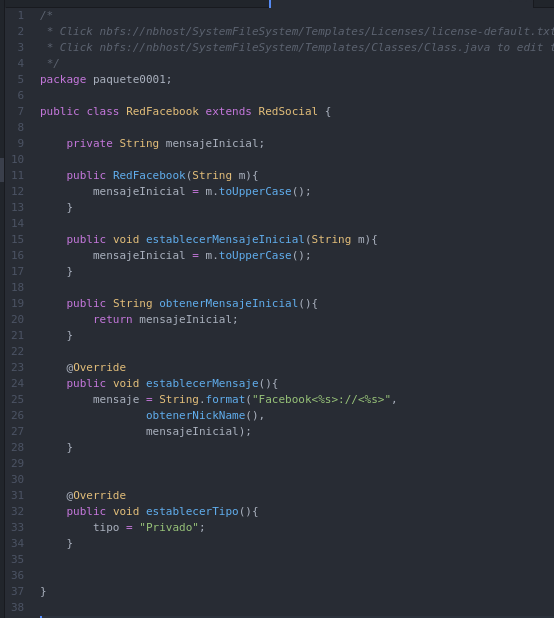 1 /*
2  * Click nbfs://nbhost/SystemFileSystem/Templates/Licenses/license-default.txt
3  * Click nbfs://nbhost/SystemFileSystem/Templates/Classes/Class.java to edit
4  */
5 package paquete0001;
6
7 public class RedFacebook extends RedSocial {
8
9     private String mensajeInicial;
10
11     public RedFacebook(String m){
12         mensajeInicial = m.toUpperCase();
13     }
14
15     public void establecerMensajeInicial(String m){
16         mensajeInicial = m.toUpperCase();
17     }
18
19     public String obtenerMensajeInicial(){
20         return mensajeInicial;
21     }
22
23     @Override
24     public void establecerMensaje(){
25         mensaje = String.format("Facebook<%s>://<%s>",
26                 obtenerNickName(),
27                 mensajeInicial);
28     }
29
30
31     @Override
32     public void establecerTipo(){
33         tipo = "Privado";
34     }
35
36
37 }
38